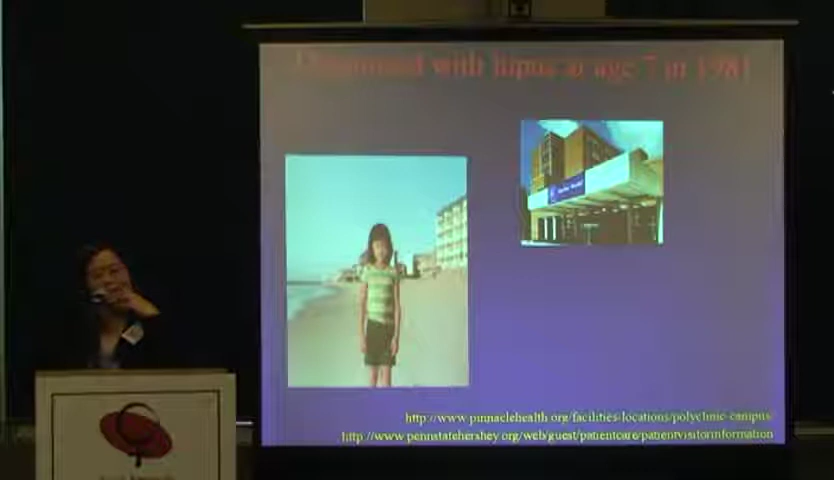 Diagnosed with lupus at age 7 in 1981
http://www.pinnaclehealth.org/facilities-locations/polyclinic-campus/
http://www.pennstatehershey.org/web/guest/patientcare/patientvisitorinformation